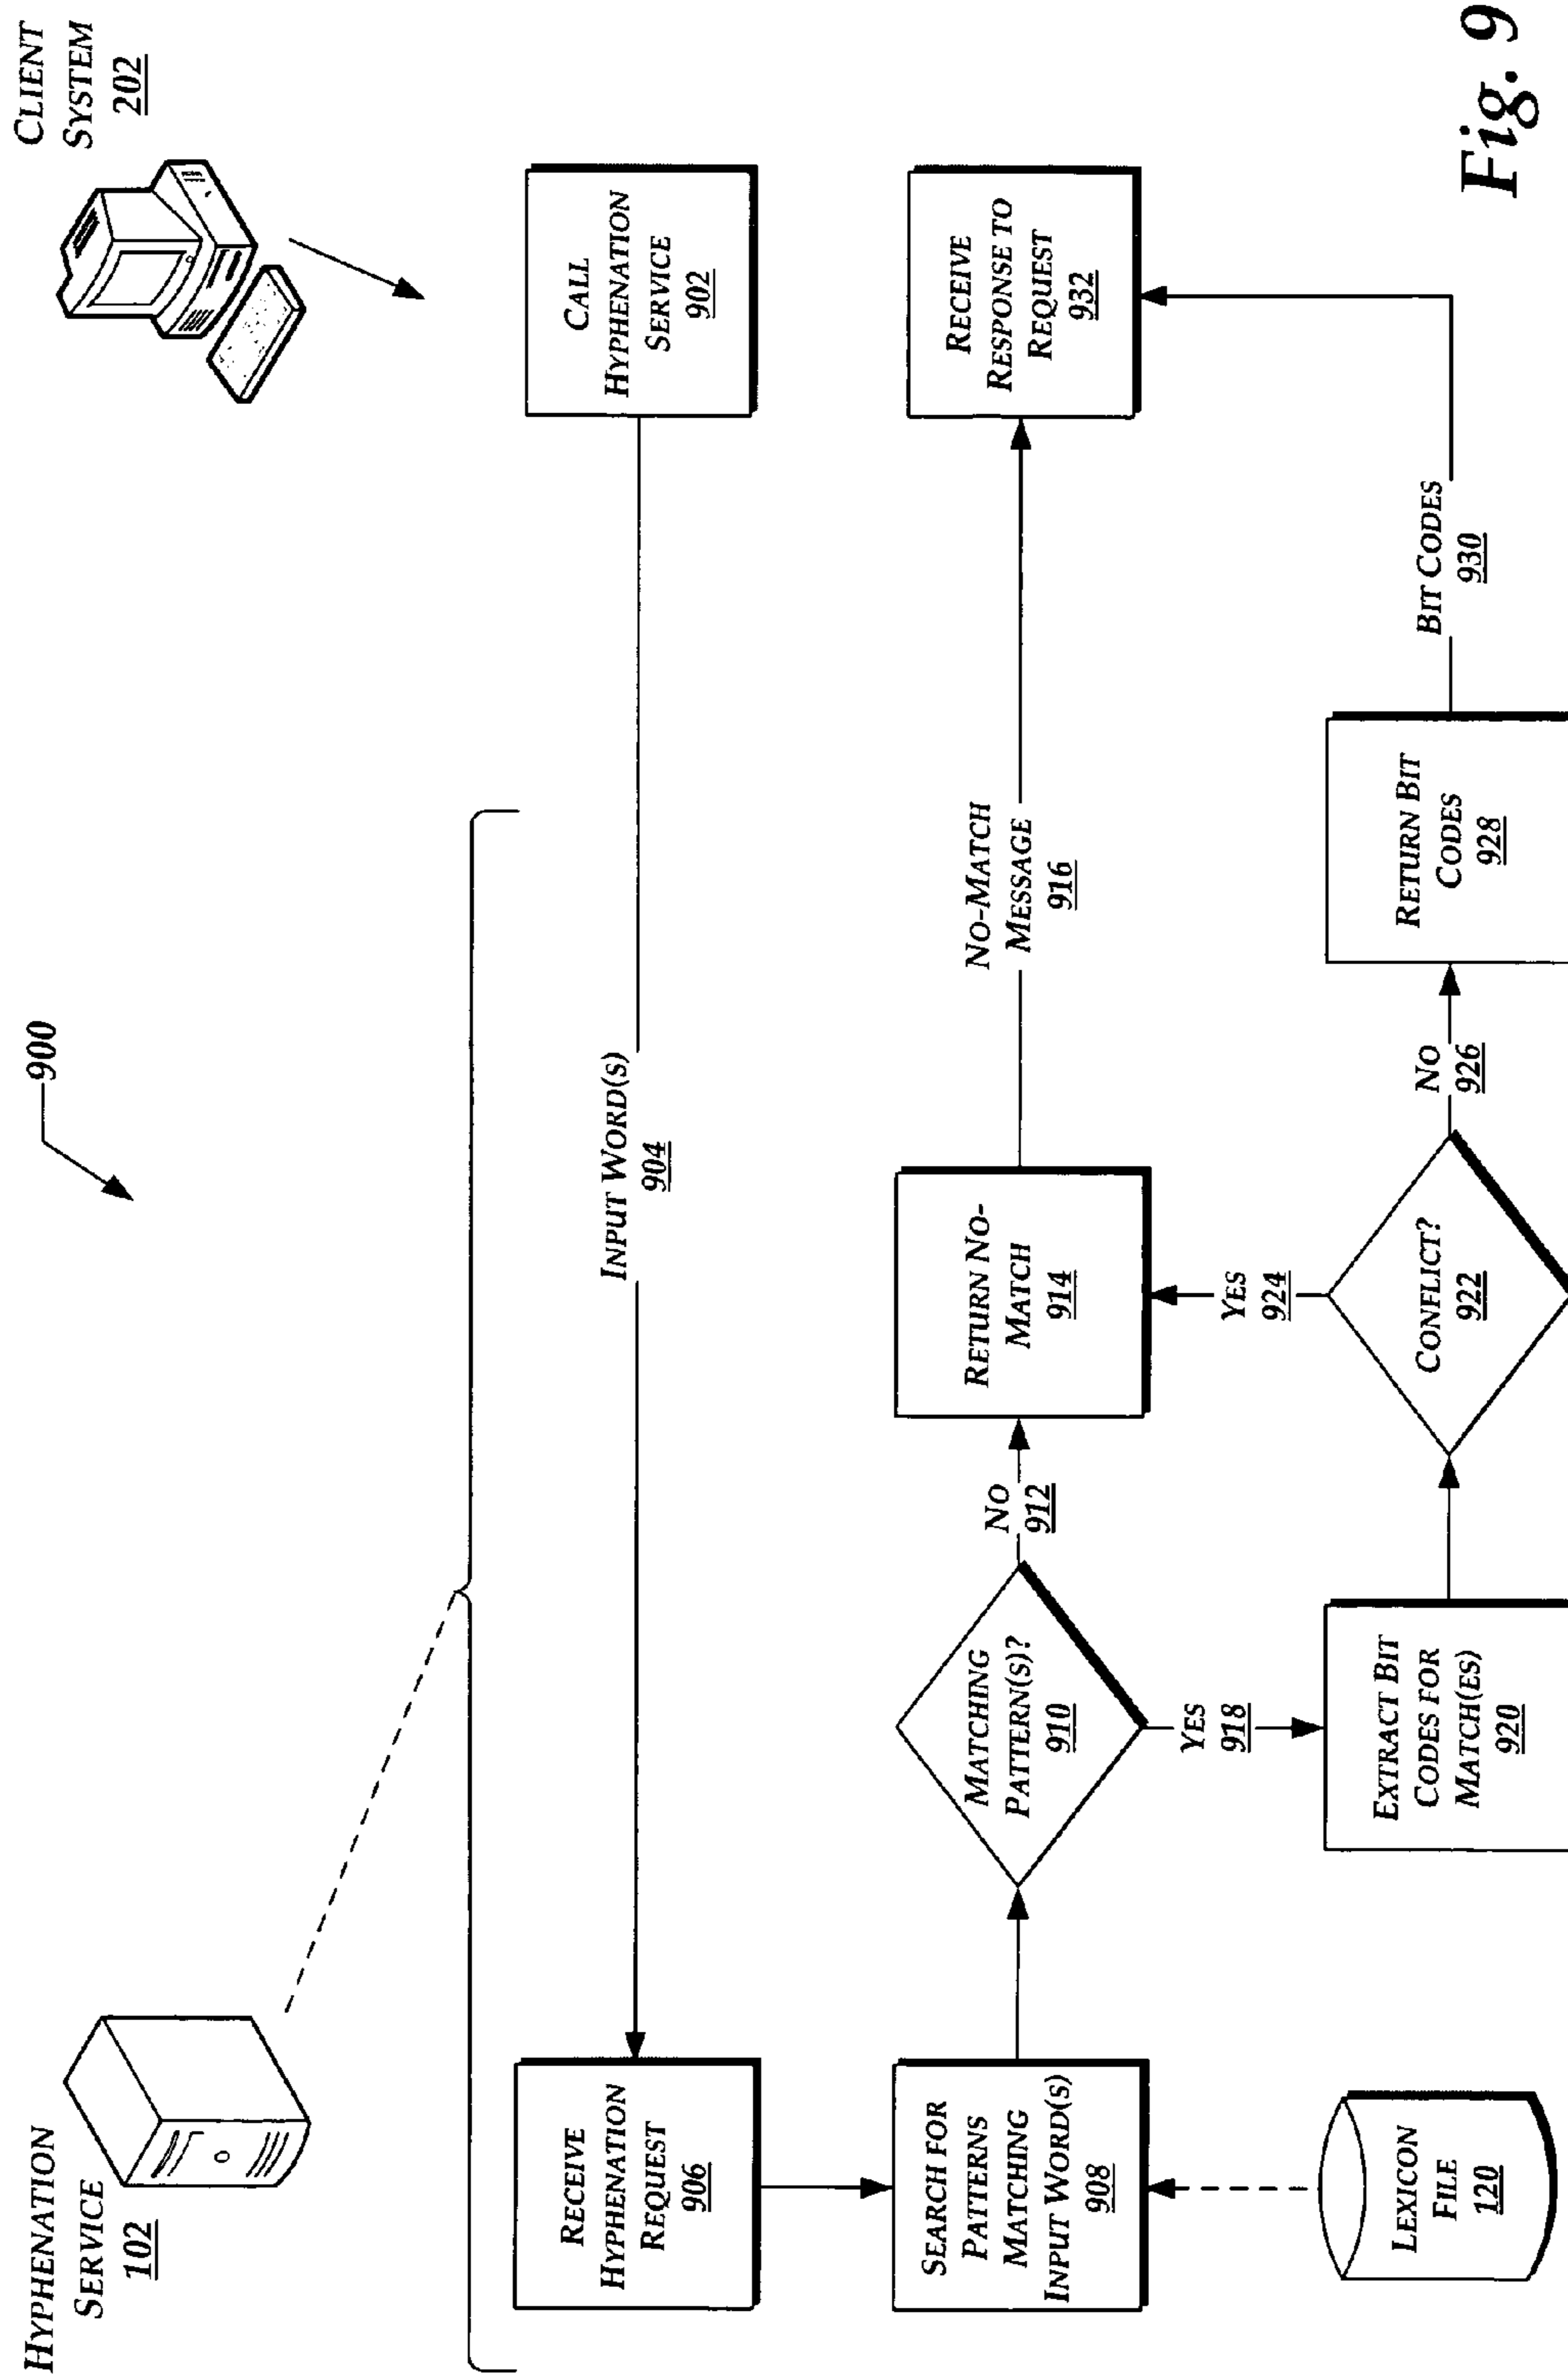 HYPHENATION
SERVICE
102
900
CLIENT
SYSTEM
202
CALL
HYPHENATION
SERVICE
902
INPUT WORD(S)
904
RECEIVE
HYPHENATION
REQUEST
906
SEARCH FOR
PATTERNS
MATCHING
INPUT WORD(S)
908
LEXICON
FILE
120
MATCHING
PATTERN(S)?
910
NO
912
RETURN NO-
MATCH
914
NO-MATCH
MESSAGE
916
RECEIVE
RESPONSE TO
REQUEST
932
YES
918
EXTRACT BIT
CODES FOR
MATCH(ES)
920
CONFLICT?
922
YES
924
NO
926
RETURN BIT
CODES
928
BIT CODES
930
Fig. 9